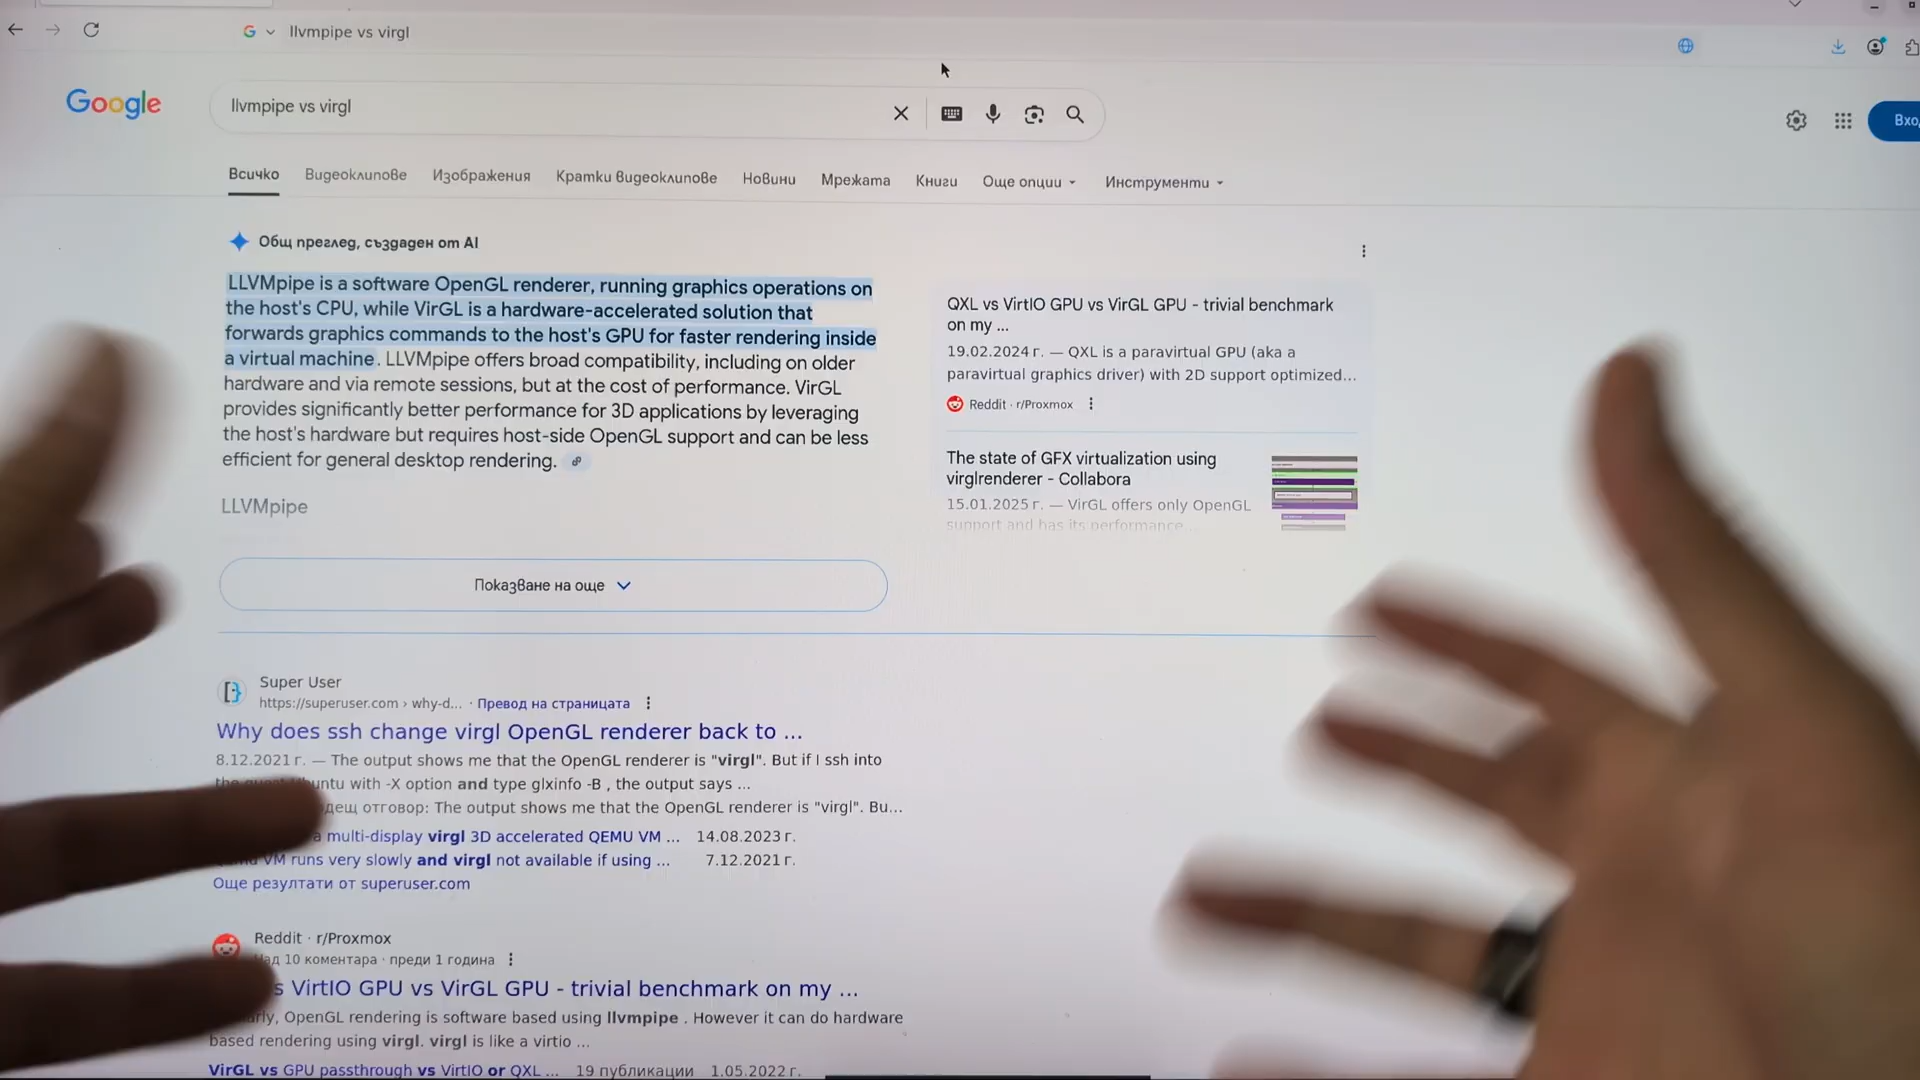 llvmpipe vs virgl
Google
llvmpipe vs virgl
Всичко Видеоклипове Изображения Кратки видеоклипове Новини Мрежата Книги Още опции Инструменти
Общ преглед, създаден от AI
LLVMpipe is a software OpenGL renderer, running graphics operations on
the host's CPU, while VirGL is a hardware-accelerated solution that
forwards graphics commands to the host's GPU for faster rendering inside
a virtual machine. LLVMpipe offers broad compatibility, including on older
hardware and via remote sessions, but at the cost of performance. VirGL
provides significantly better performance for 3D applications by leveraging
the host's hardware but requires host-side OpenGL support and can be less
efficient for general desktop rendering.
LLVMpipe
Показване на още
QXL vs VirtIO GPU vs VirGL GPU - trivial benchmark
on my ...
19.02.2024 г. — QXL is a paravirtual GPU (aka a
paravirtual graphics driver) with 2D support optimized...
Reddit · r/Proxmox
The state of GFX virtualization using
virglrenderer - Collabora
15.01.2025 г. — VirGL offers only OpenGL
support and has its performance...
Super User
https://superuser.com › why-d... · Превод на страницата
Why does ssh change virgl OpenGL renderer back to ...
8.12.2021 г. — The output shows me that the OpenGL renderer is "virgl". But if I ssh into
the guest Ubuntu with -X option and type glxinfo -B , the output says ...
отговор: The output shows me that the OpenGL renderer is "virgl". Bu...
a multi-display virgl 3D accelerated QEMU VM ... 14.08.2023 г.
VM runs very slowly and virgl not available if using ... 7.12.2021 г.
Още резултати от superuser.com
Reddit · r/Proxmox
Над 10 коментара · преди 1 година
VirtIO GPU vs VirGL GPU - trivial benchmark on my ...
OpenGL rendering is software based using llvmpipe . However it can do hardware
based rendering using virgl. virgl is like a virtio ...
VirGL vs GPU passthrough vs VirtIO or QXL ... 19 публикации 1.05.2022 г.